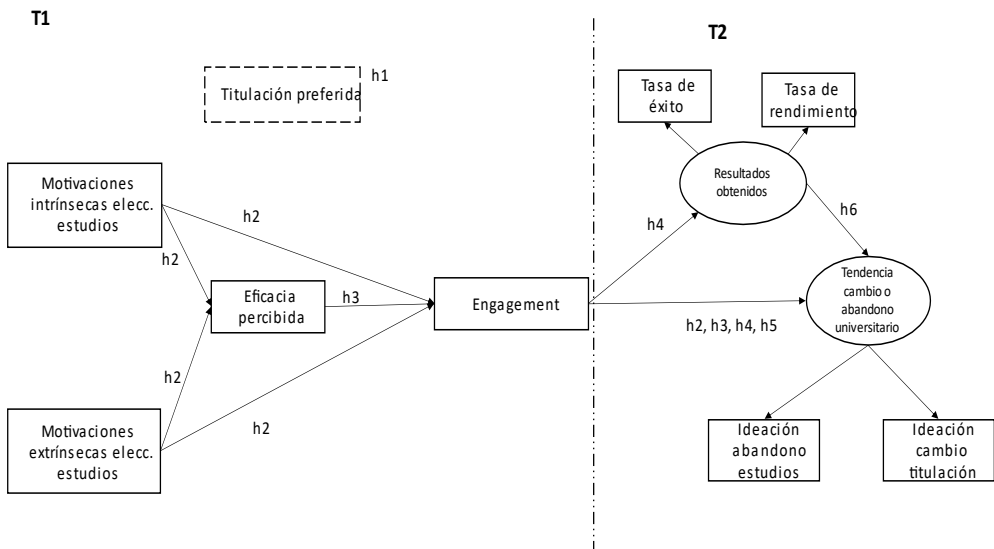 T1
T2
h1
Titulación preferida
Tasa de
éxito
Tasa de
rendimiento
Motivaciones
intrínsecas elecc.
estudios
Resultados
obtenidos
h2
h2
h4
h6
Eficacia
percibida
h3
Engagement
Tendencia
cambio o
abandono
universitario
h2, h3, h4, h5
h2
h2
Motivaciones
extrínsecas elecc.
estudios
Ideación
abandono
estudios
Ideación
cambio
titulación